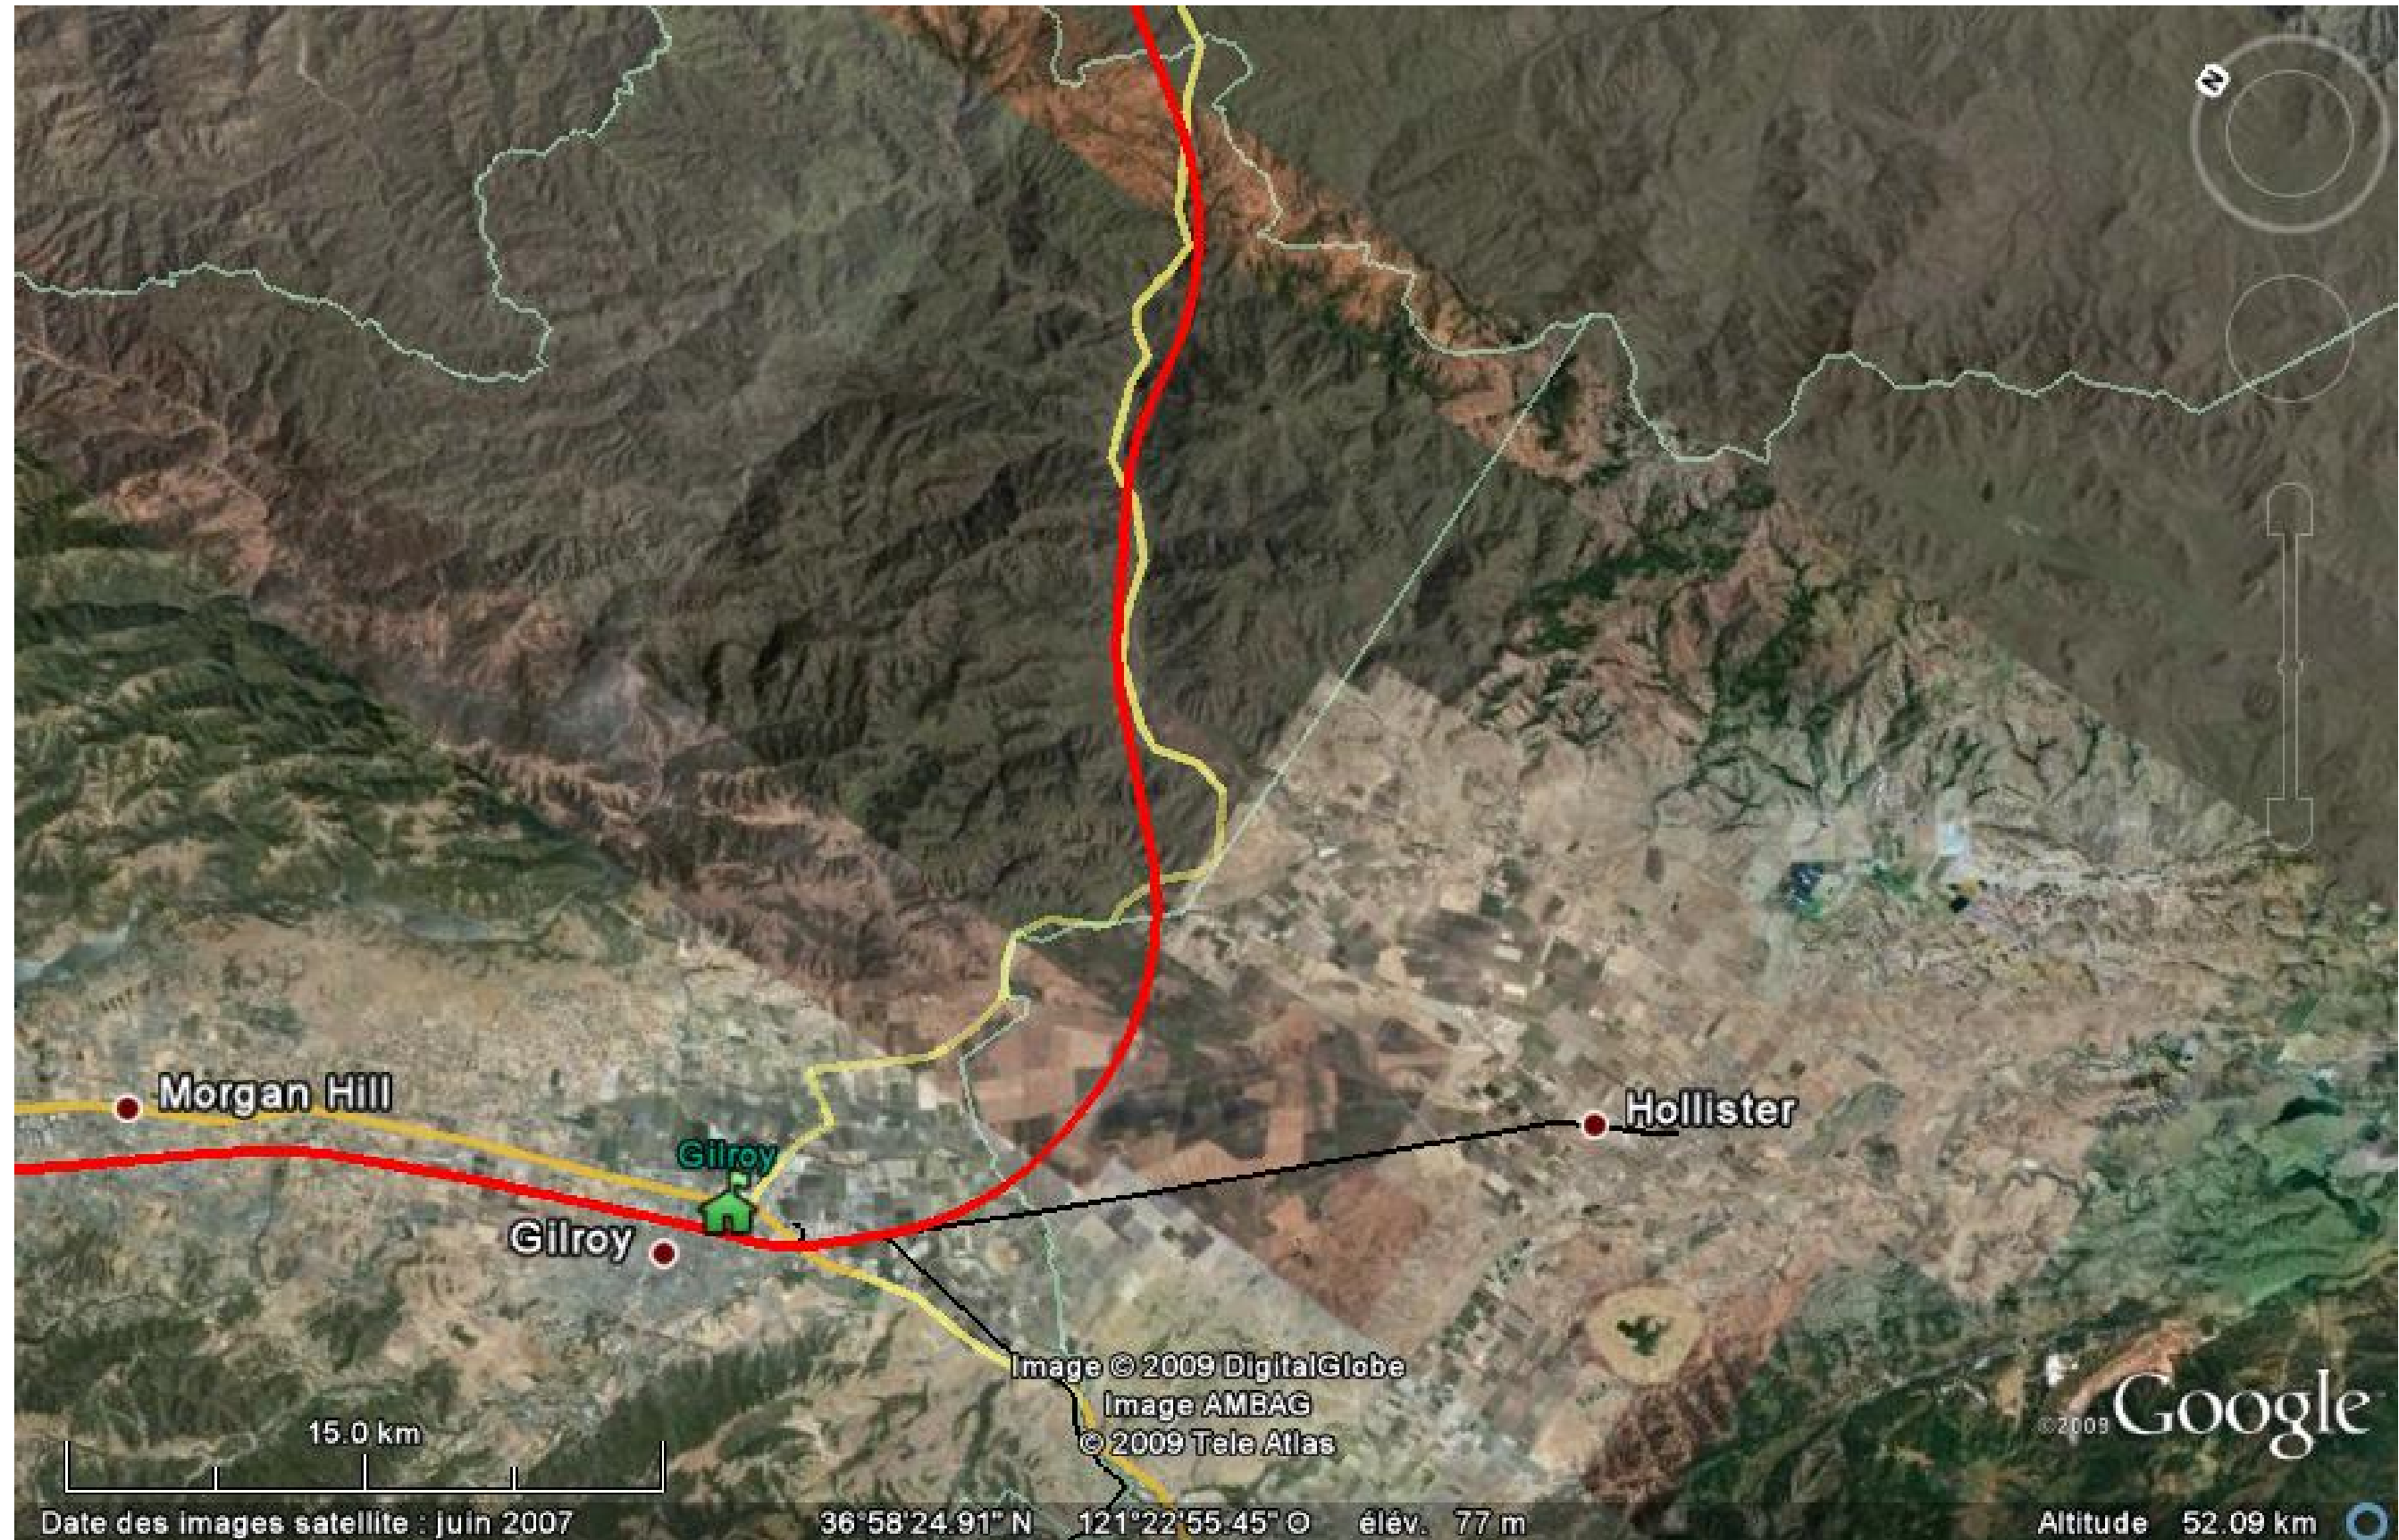 N
Morgan Hill
Gilroy
Gilroy
Hollister
Image © 2009 DigitalGlobe
Image AMBAG
© 2009 Tele Atlas
©2009 Google
15.0 km
Date des images satellite : juin 2007 36°58'24.91" N 121°22'55.45" O élév. 77 m Altitude 52.09 km